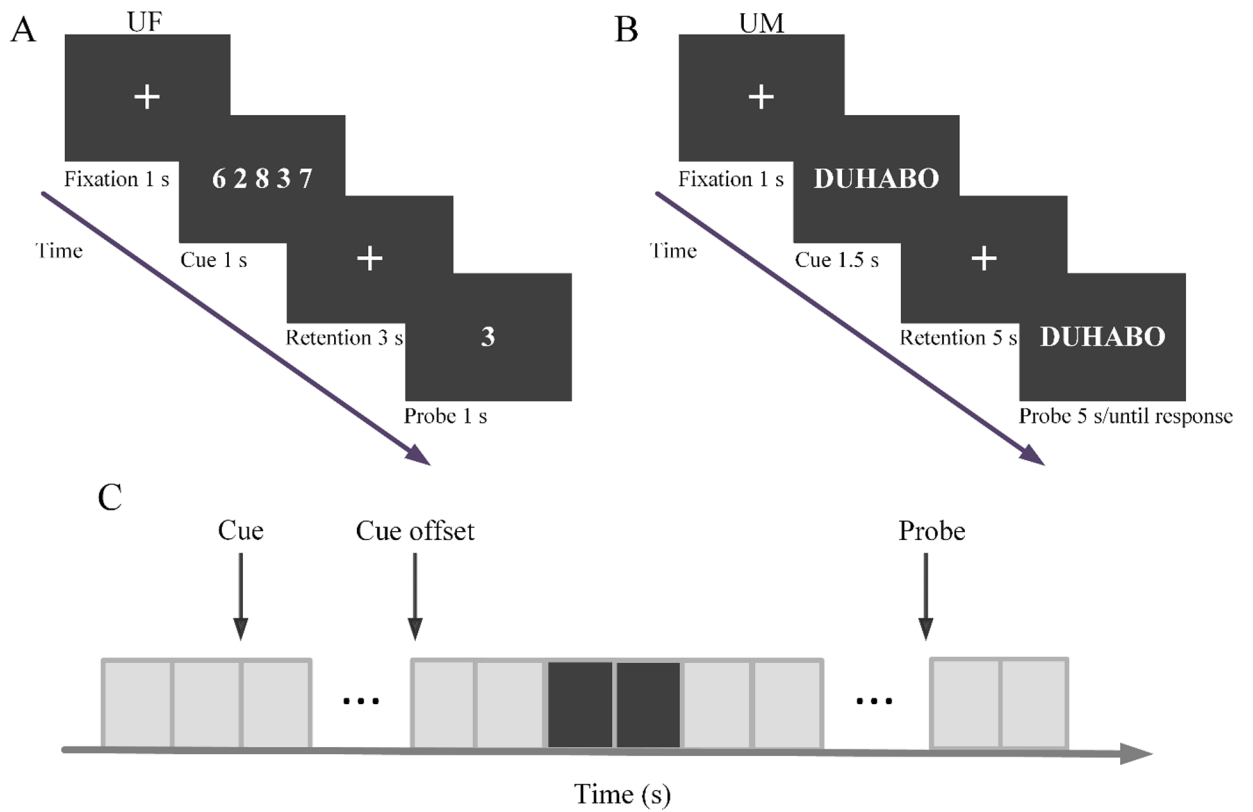 A
UF
+
Fixation 1 s
6 2 8 3 7
Cue 1 s
Time
+
Retention 3 s
3
Probe 1 s
B
UM
+
Fixation 1 s
DUHABO
Cue 1.5 s
Time
+
Retention 5 s
DUHABO
Probe 5 s/until response
C
Cue
Cue offset
Probe
...
...
Time (s)